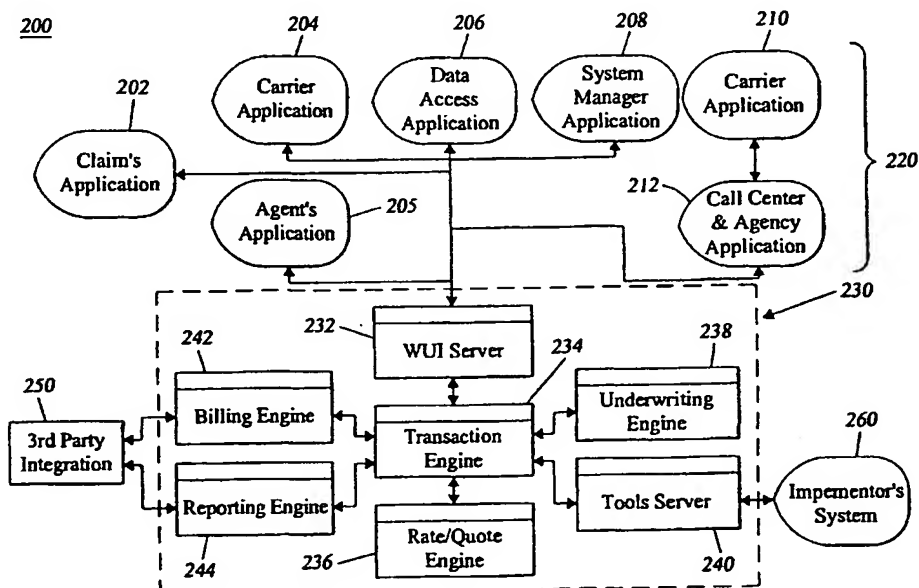 200
204
206
208
210
202
Carrier
Application
Data
Access
Application
System
Manager
Application
Carrier
Application
Claim's
Application
220
212
205
Agent's
Application
Call Center
& Agency
Application
230
232
WUI Server
242
234
238
250
Billing Engine
Transaction
Engine
Underwriting
Engine
260
3rd Party
Integration
Reporting Engine
Tools Server
Impementor's
System
244
236
Rate/Quote
Engine
240